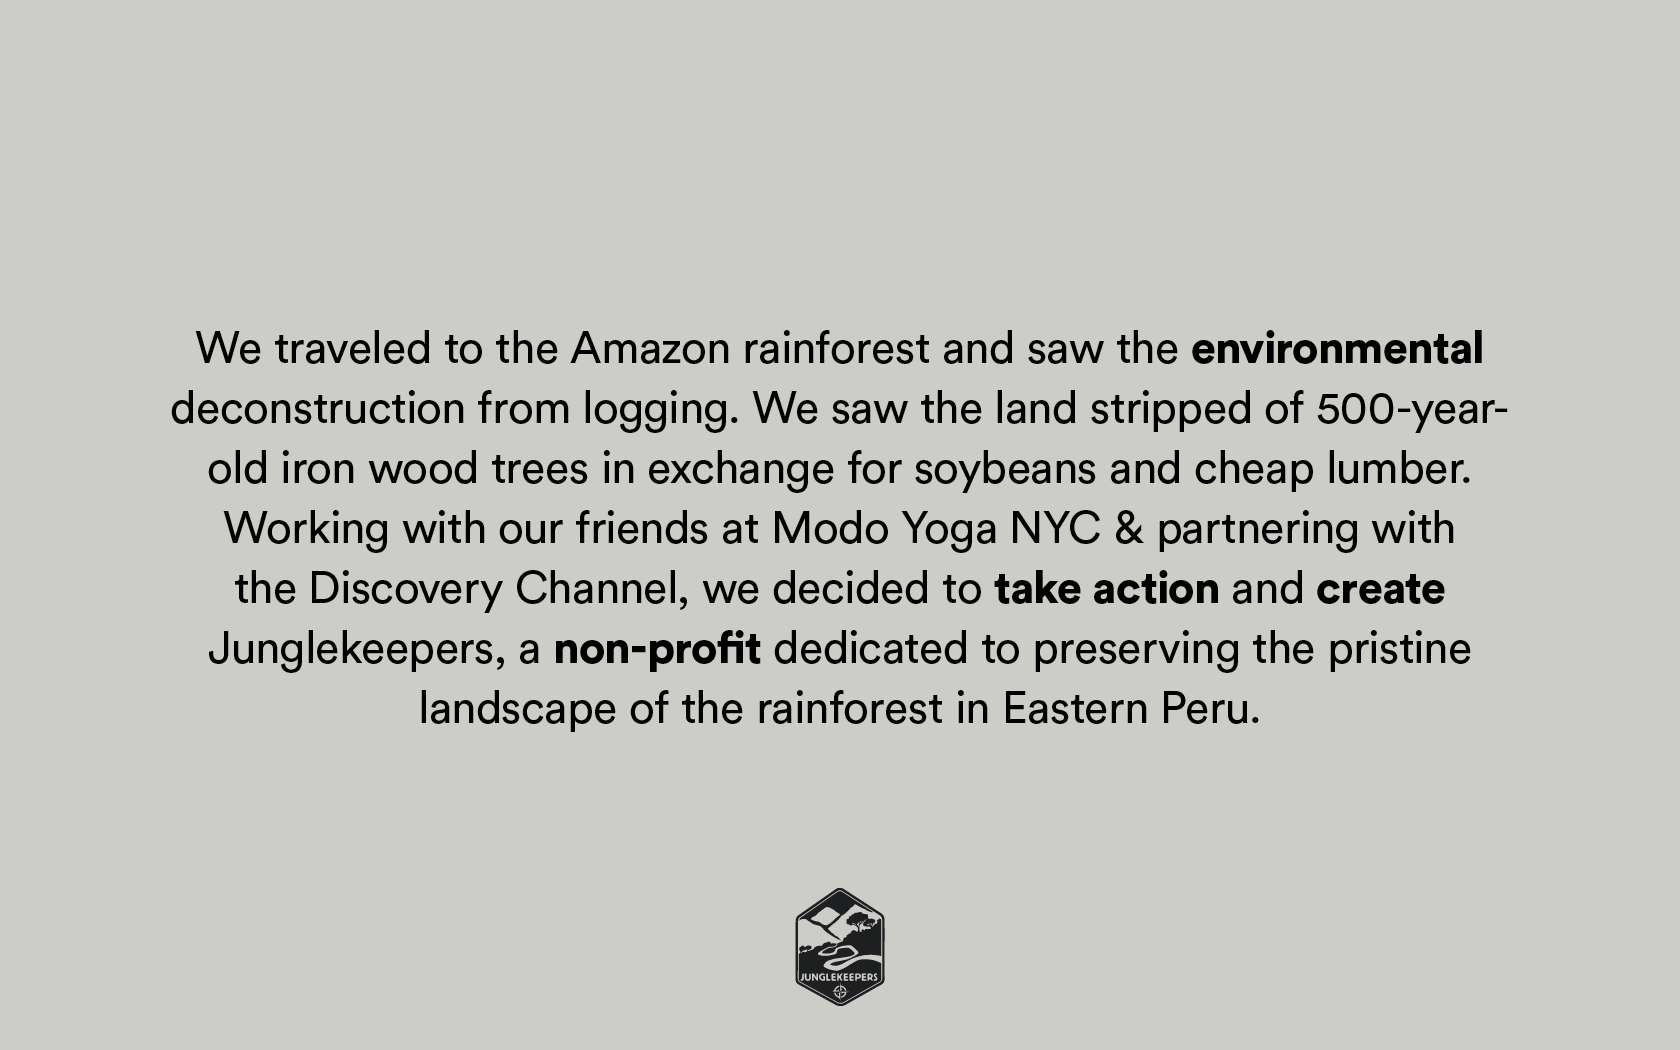 We traveled to the Amazon rainforest and saw the environmental
deconstruction from logging. We saw the land stripped of 500-year-
old iron wood trees in exchange for soybeans and cheap lumber.
Working with our friends at Modo Yoga NYC & partnering with
the Discovery Channel, we decided to take action and create
Junglekeepers, a non-profit dedicated to preserving the pristine
landscape of the rainforest in Eastern Peru.
JUNGLEKEEPERS